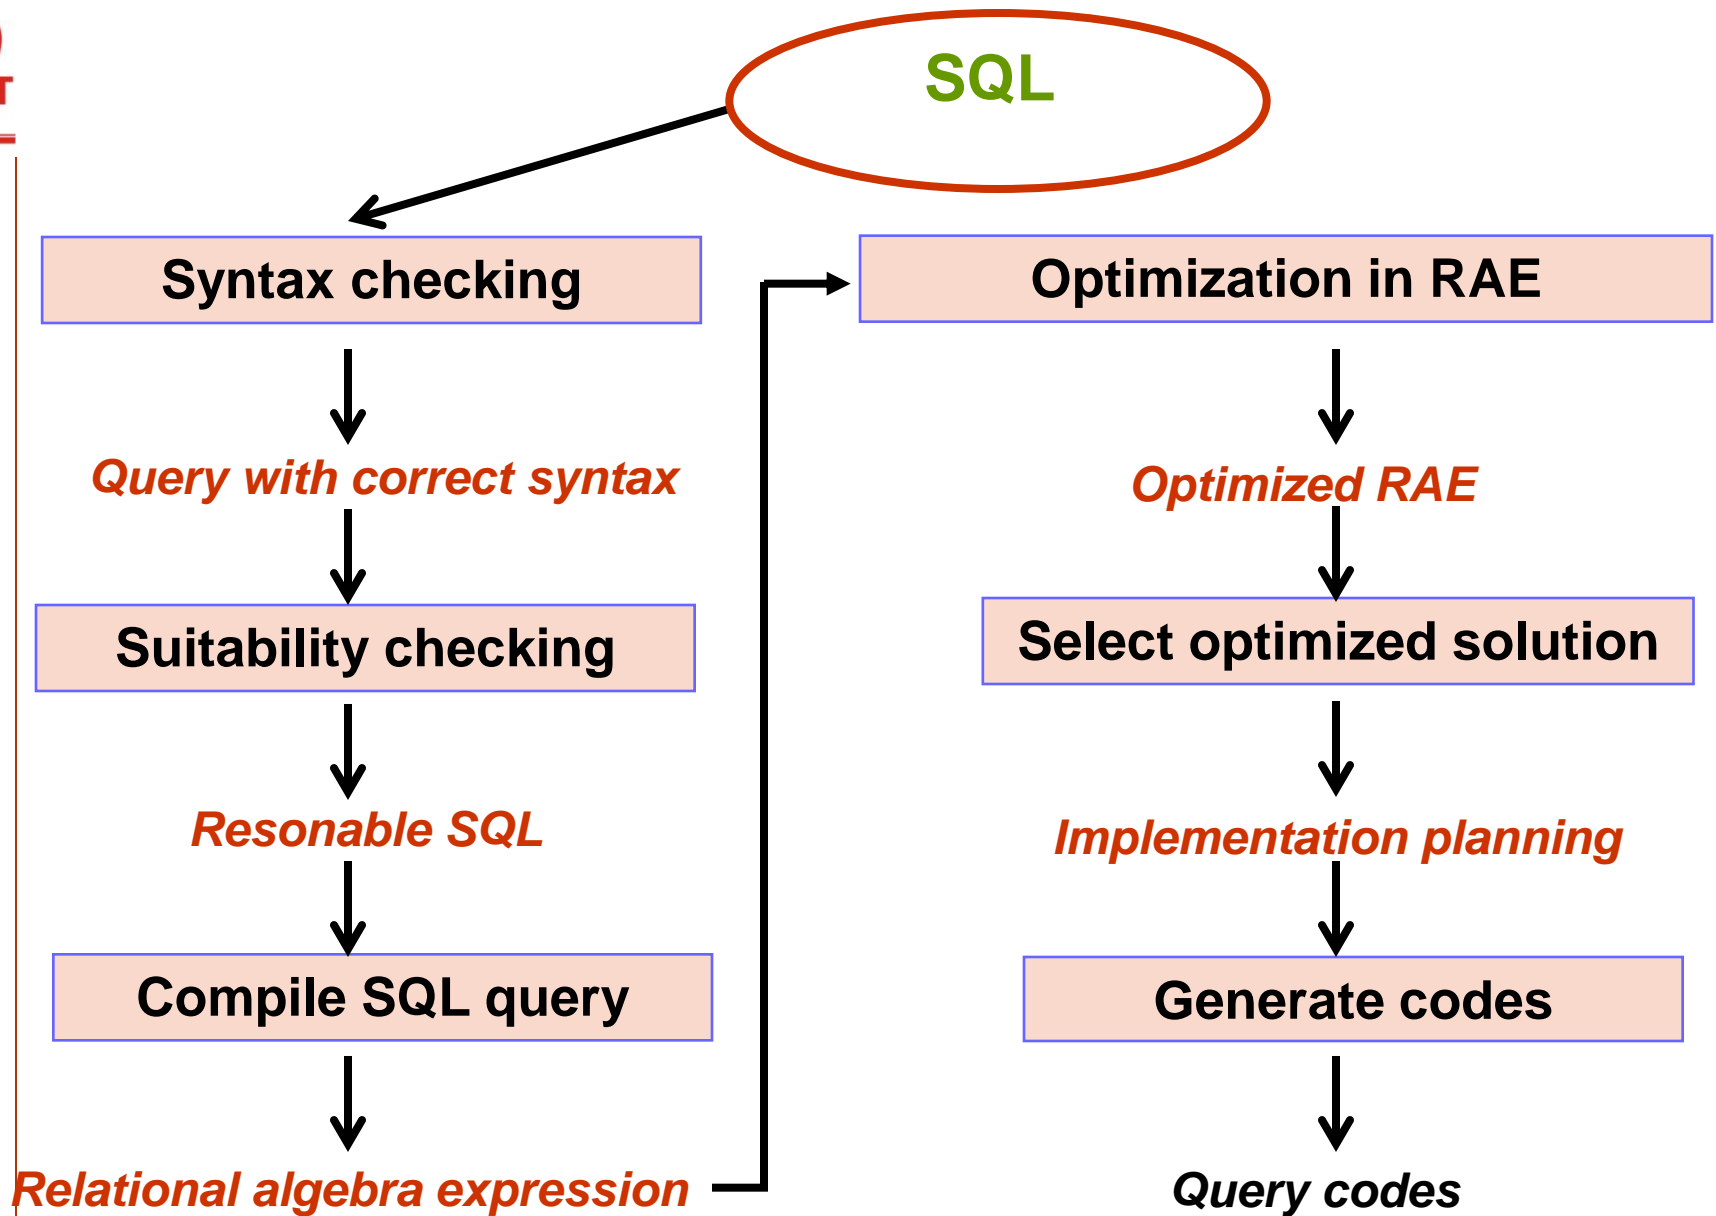 SQL
Syntax checking
Query with correct syntax
Suitability checking
Resonable SQL
Compile SQL query
Relational algebra expression
Optimization in RAE
Optimized RAE
Select optimized solution
Implementation planning
Generate codes
Query codes